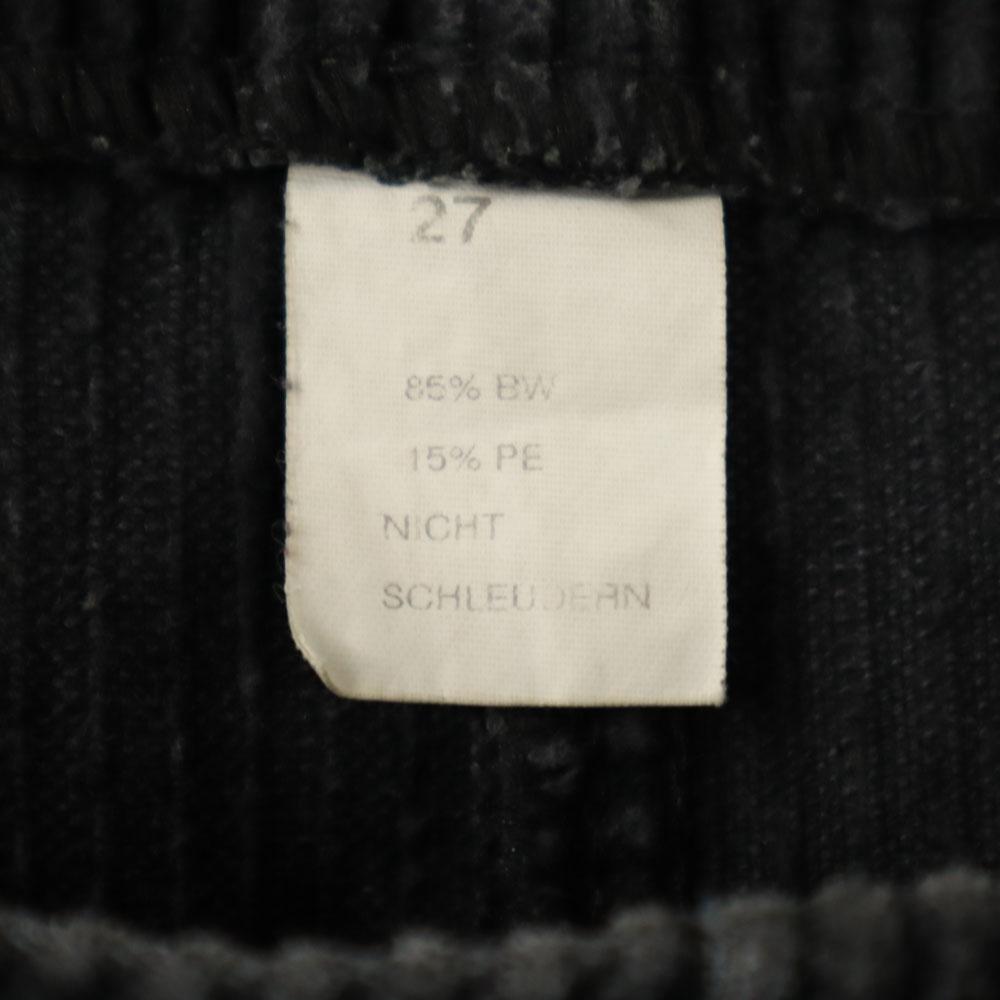 27
85% BW
15% PE
NICHT
SCHLEUDERN